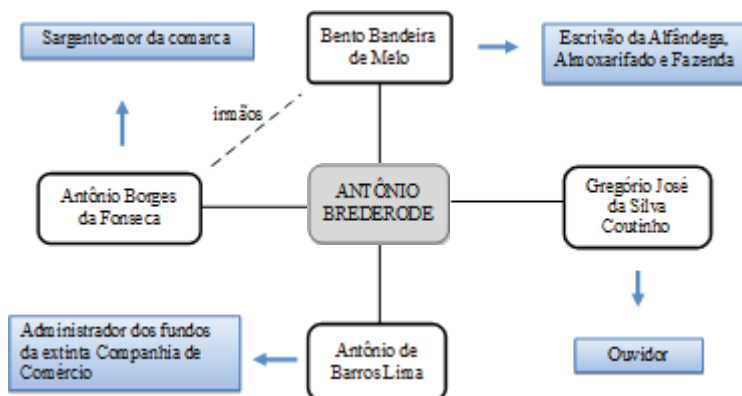 Sargento-mor da comarca
Bento Bandeira
de Melo
Escrivão da Alfândega,
Almoxarifado e Fazenda
irmãos
Antônio Borges
da Fonseca
ANTÔNIO
BREDERODE
Gregório José
da Silva
Coutinho
Administrador dos fundos
da extinta Companhia de
Comércio
Antônio de
Barros Lima
Ouvidor